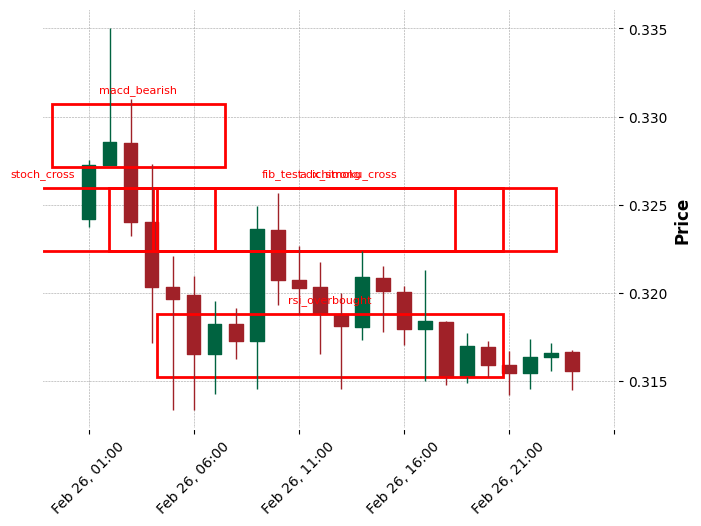 0.335
macd_bearish
0.330
stoch_cross
fib_test
ichimoku_cross
0.325
Price
0.320
rsi_overbought
0.315
Feb 26, 01:00
Feb 26, 06:00
Feb 26, 11:00
Feb 26, 16:00
Feb 26, 21:00